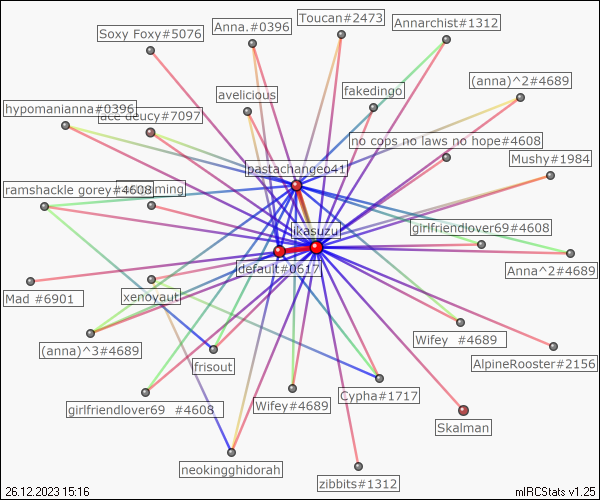 Toucan#2473
Annarchist#1312
Anna.#0396
Soxy Foxy#5076
(anna)^2#4689
fakedingo
avelicious
hypomanianna#0396
ace deucy#7097
no cops no laws no hope#4608
Mushy#1984
pastachangeo41
ramshackle gorey#4608
girlfriendlover69#4608
ikasuzu
Anna^2#4689
default#0617
Mad #6901
xenoyaut
Wifey #4689
(anna)^3#4689
frisout
AlpineRooster#2156
Cypha#1717
Wifey#4689
girlfriendlover69 #4608
Skalman
neokingghidorah
zibbits#1312
26.12.2023 15:16
mIRCStats v1.25